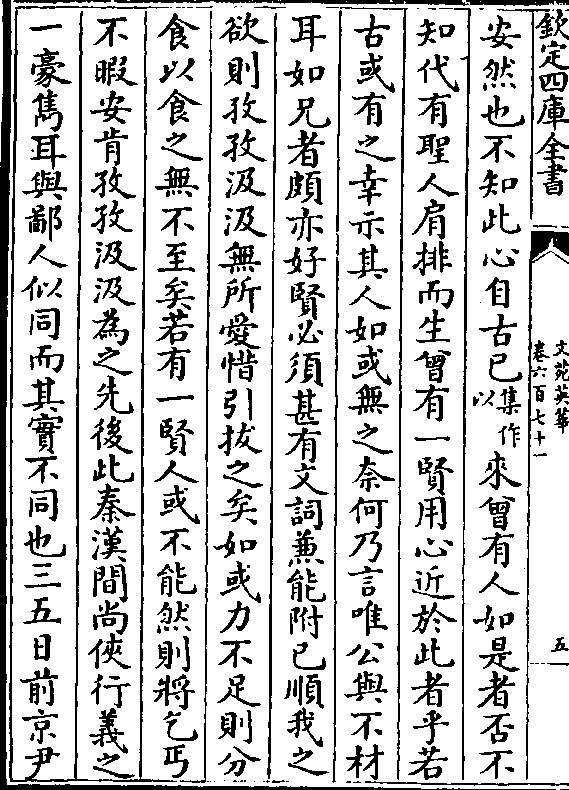 欽定四庫全書
文苑英華
卷六百七十一
五
安然也不知此心自古已集作以來曾有人如是者否不
知代有聖人肩排而生曾有一賢用心近於此者乎若
古或有之幸示其人如或無之奈何乃言唯公與不材
耳如兄者頗亦好賢必須甚有文詞兼能附已順我之
欲則孜孜汲汲無所愛惜引拔之矣如或力不足則分
食以食之無不至矣若有一賢人或不能然則將乞丐
不暇安肯孜孜汲汲為之先後此秦漢間尚俠行義之
一豪雋耳與鄙人似同而其實不同也三五日前京尹